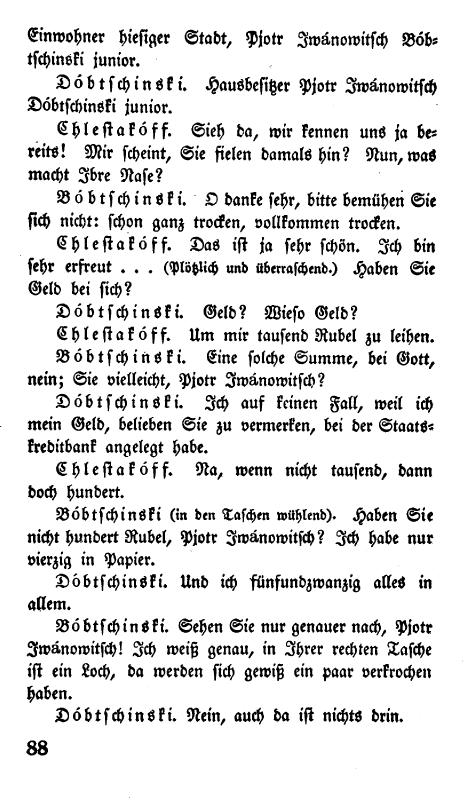 Einwohner hiesiger Stadt, Pjotr Iwánowitsch Bób-
tschinski junior.
Dóbtschinski. Hausbesitzer Pjotr Iwánowitsch
Dóbtschinski junior.
Chlestaköff. Sieh da, wir kennen uns ja be-
reits! Mir scheint, Sie fielen damals hin? Nun, was
macht Ihre Nase?
Bóbtschinski. O danke sehr, bitte bemühen Sie
sich nicht: schon ganz trocken, vollkommen trocken.
Chlestakóff. Das ist ja sehr schön. Ich bin
sehr erfreut . . . (Plötzlich und überraschend.) Haben Sie
Geld bei sich?
Dóbtschinski. Geld? Wieso Geld?
Chlestakóff. Um mir tausend Rubel zu leihen.
Bóbtschinski. Eine solche Summe, bei Gott,
nein; Sie vielleicht, Pjotr Iwánowitsch?
Dóbtschinski. Ich auf keinen Fall, weil ich
mein Geld, belieben Sie zu vermerken, bei der Staats-
kreditbank angelegt habe.
Chlestakóff. Na, wenn nicht tausend, dann
doch hundert.
Bóbtschinski (in den Taschen wühlend). Haben Sie
nicht hundert Rubel, Pjotr Iwánowitsch? Ich habe nur
vierzig in Papier.
Dóbtschinski. Und ich fünfundzwanzig alles in
allem.
Bóbtschinski. Sehen Sie nur genauer nach, Pjotr
Iwánowitsch! Ich weiß genau, in Ihrer rechten Tasche
ist ein Loch, da werden sich gewiß ein paar verkrochen
haben.
Dóbtschinski. Nein, auch da ist nichts drin.
88